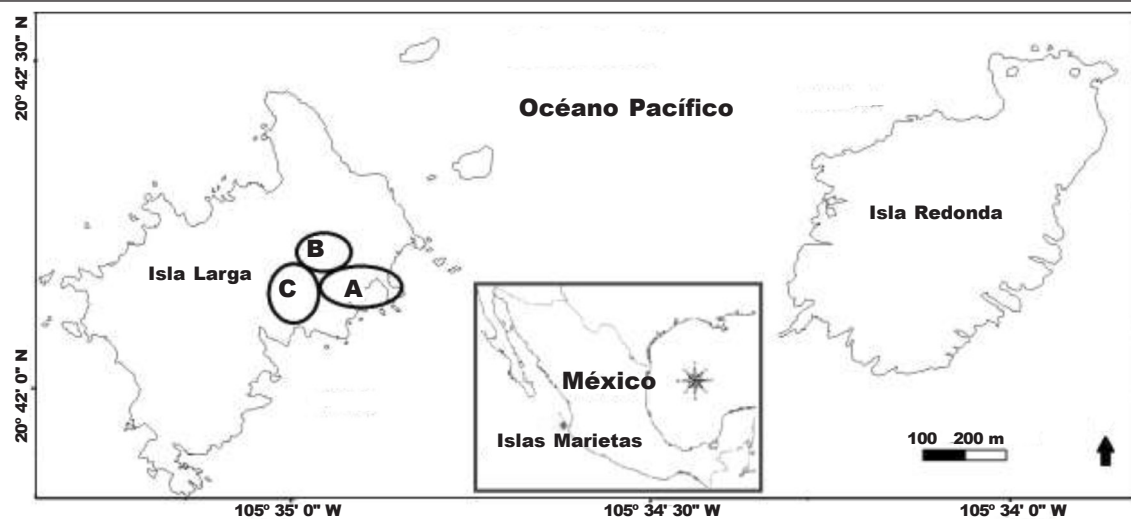 20° 42' 30" N
Océano Pacífico
Isla Redonda
B
Isla Larga
C
A
México
Islas Marietas
20° 42' 0" N
100 200 m
105° 35' 0" W
105° 34' 30" W
105° 34' 0" W